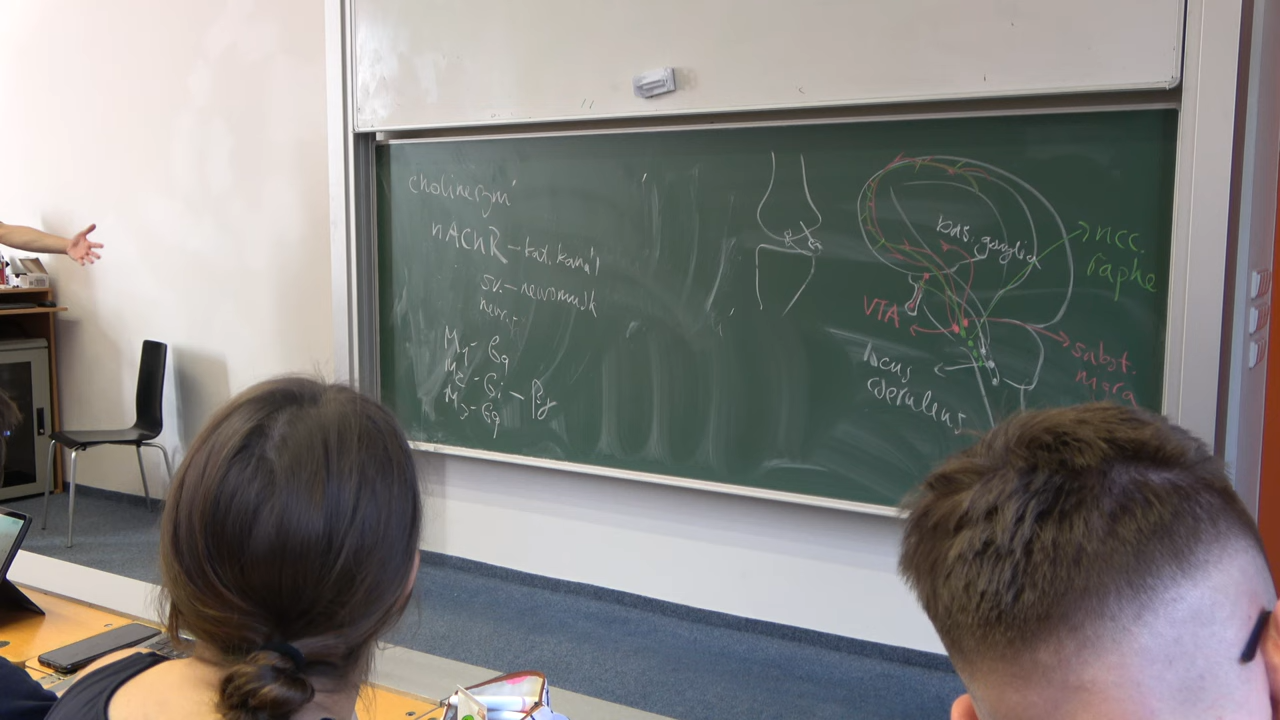 cholinergní
nAChR – kat. kanál
sv. – neuromusk
neur.
M1 – Gq
M2 – Gi – βγ
M3 – Gq
bas. ganglia
ncc.
raphe
VTA
locus
coeruleus
subst.
nigra